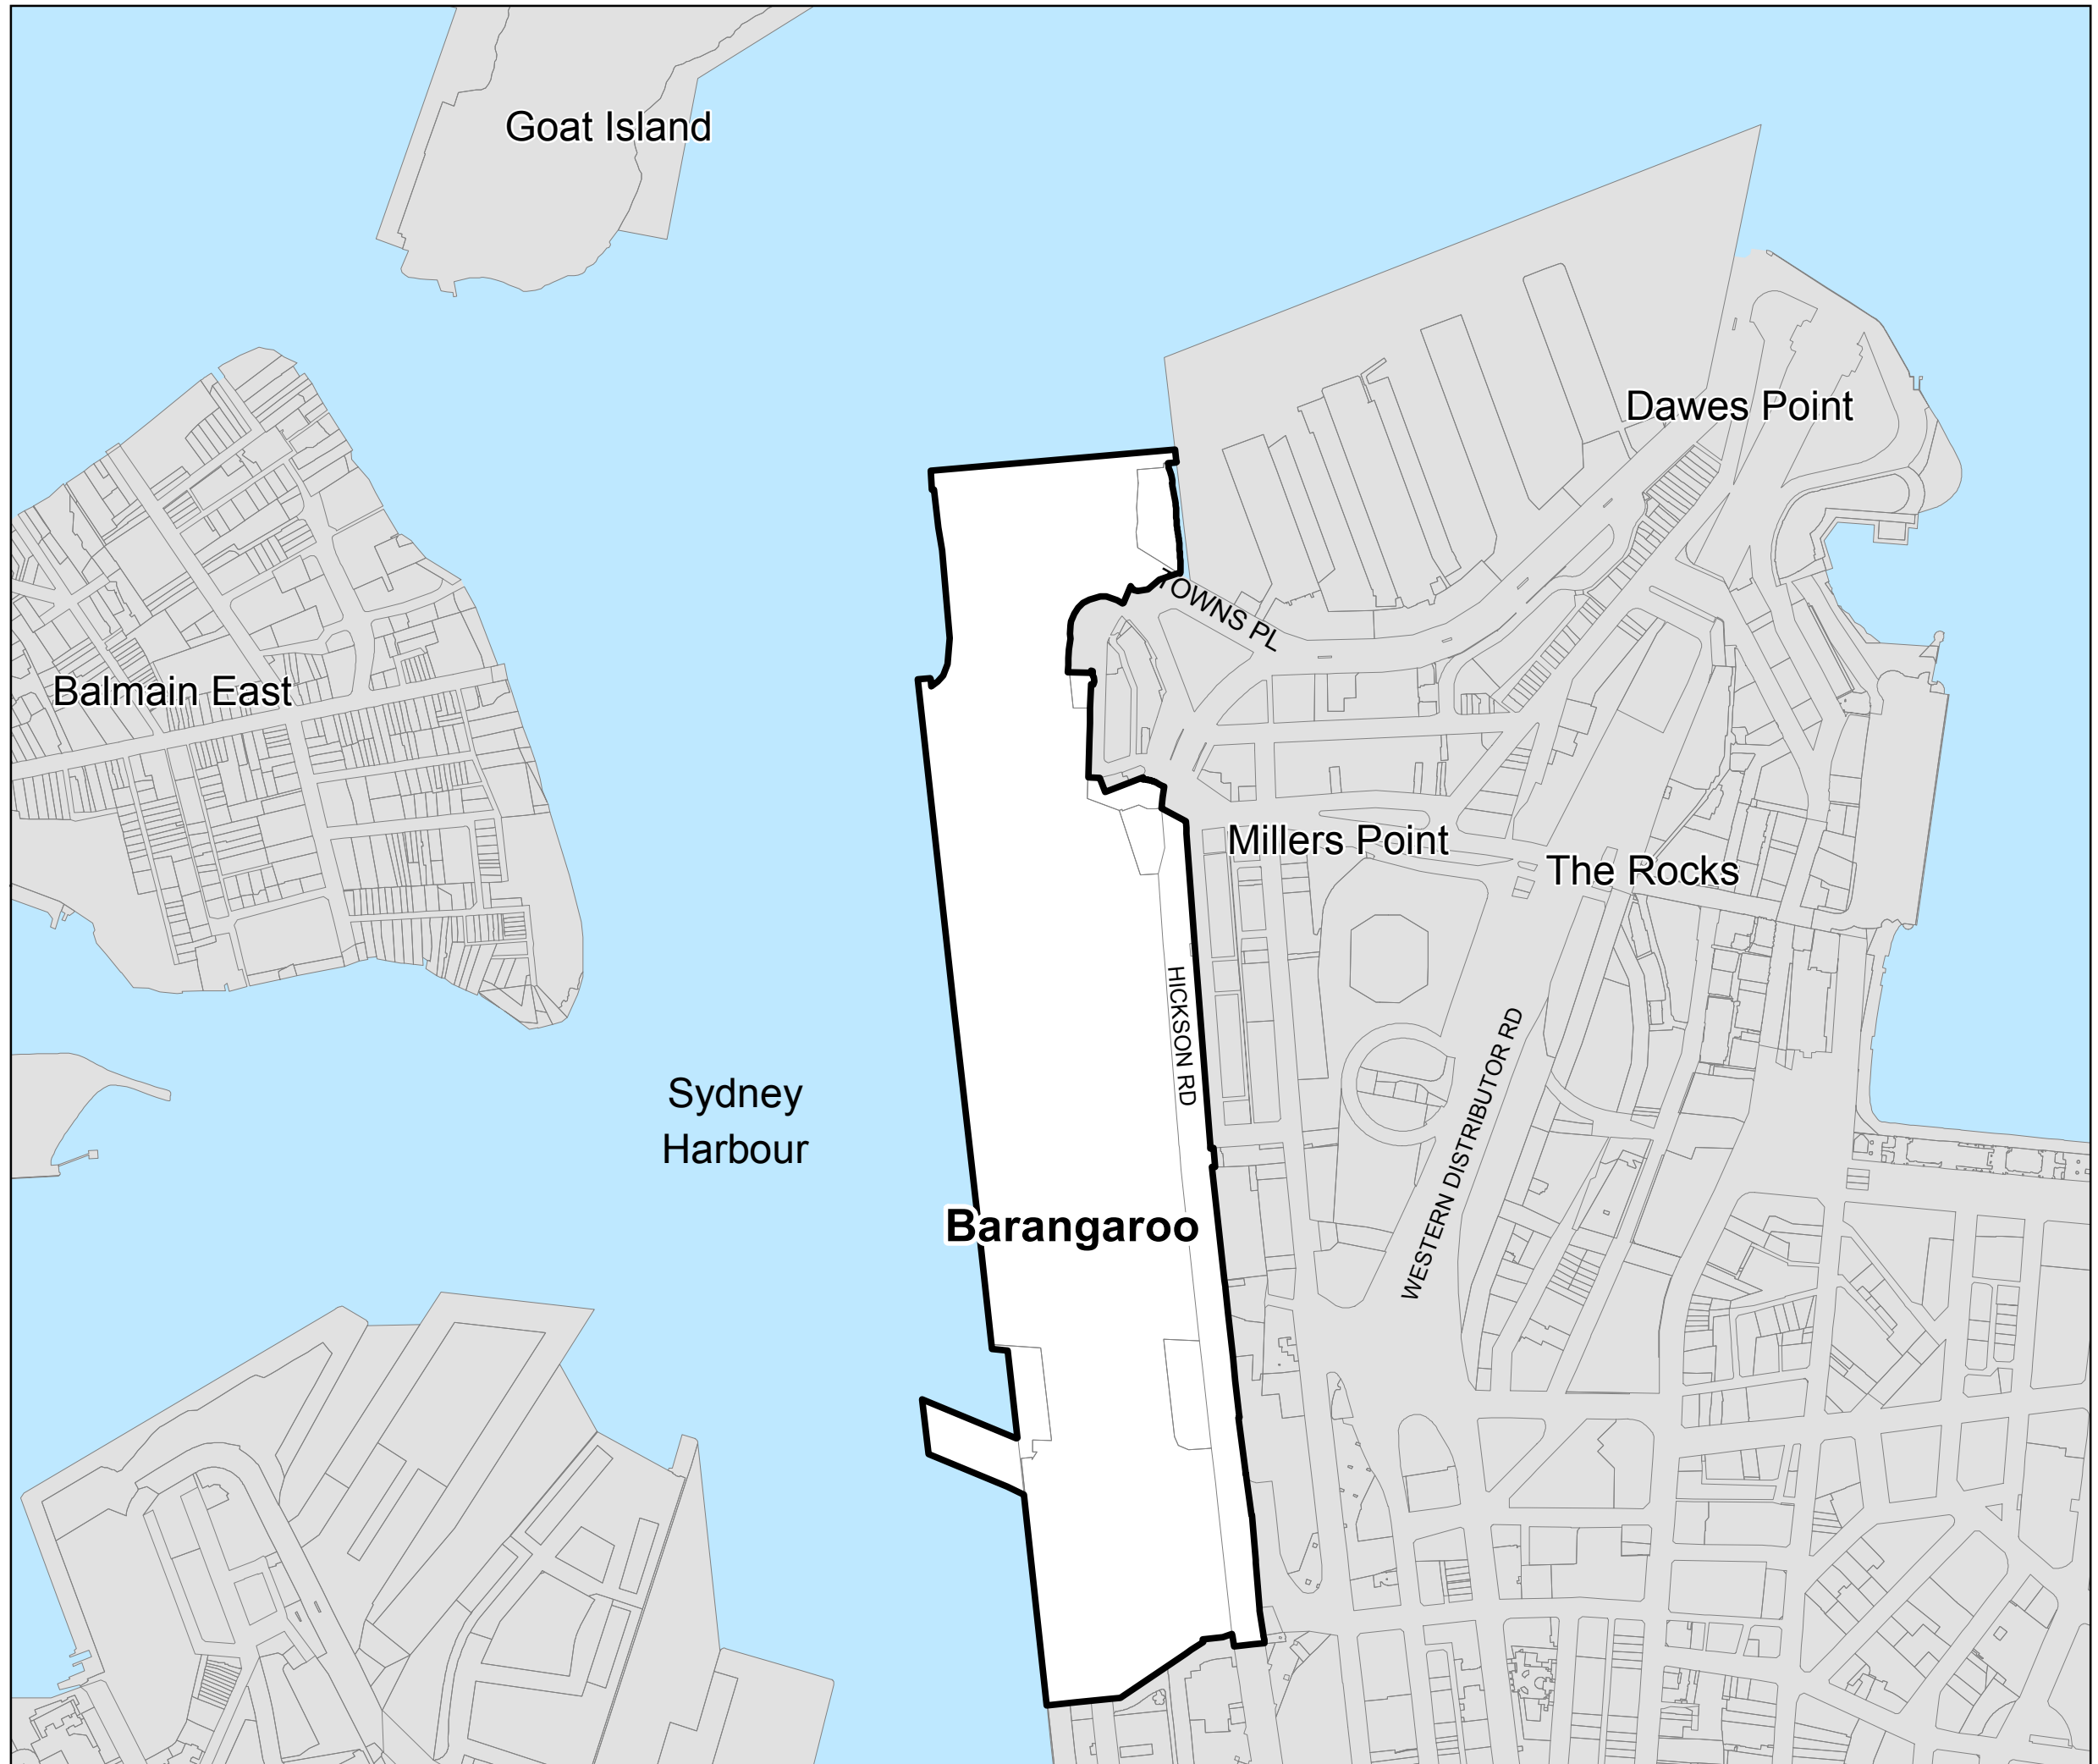 Goat Island
Dawes Point
TOWNS PL
Balmain East
Millers Point
The Rocks
HICKSON RD
WESTERN DISTRIBUTOR RD
Sydney
Harbour
Barangaroo